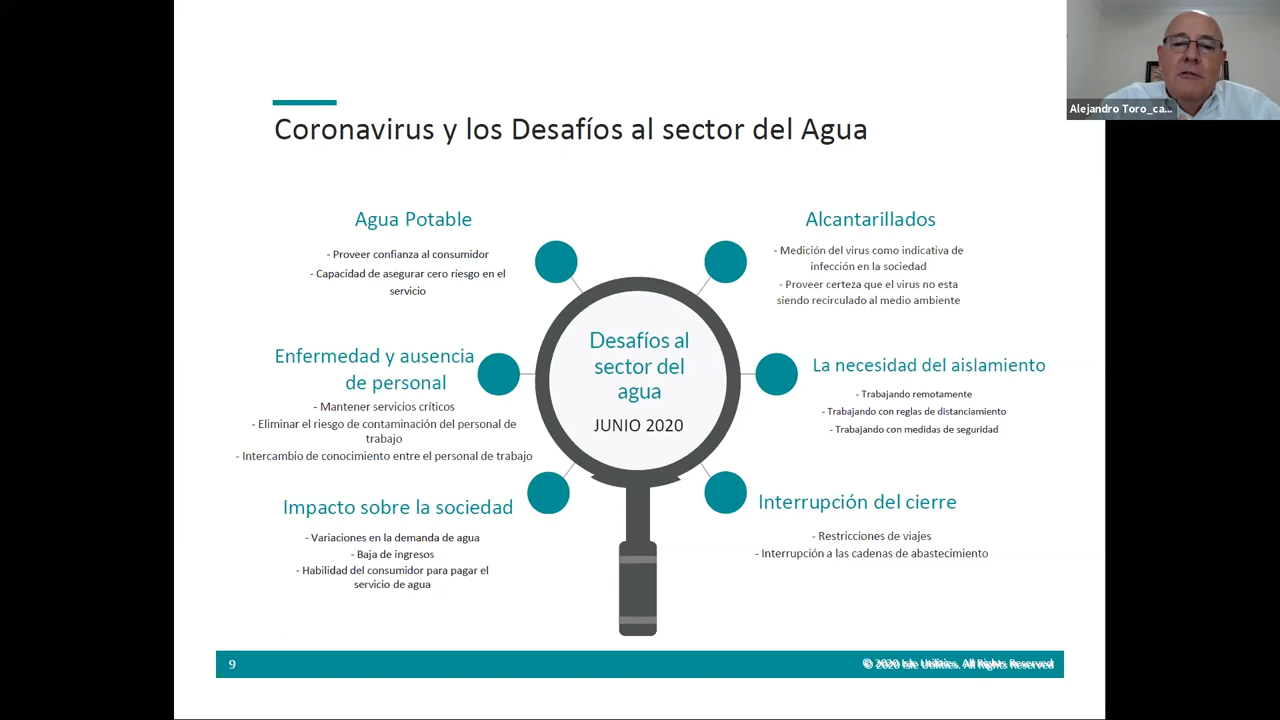 Alejandro Toro_ca...
Coronavirus y los Desafíos al sector del Agua
Agua Potable
- Proveer confianza al consumidor
- Capacidad de asegurar cero riesgo en el
servicio
Alcantarillados
- Medición del virus como indicativa de
infección en la sociedad
- Proveer certeza que el virus no esta
siendo recirculado al medio ambiente
Enfermedad y ausencia
de personal
- Mantener servicios críticos
- Eliminar el riesgo de contaminación del personal de
trabajo
- Intercambio de conocimiento entre el personal de trabajo
Desafíos al
sector del
agua
JUNIO 2020
La necesidad del aislamiento
- Trabajando remotamente
- Trabajando con reglas de distanciamiento
- Trabajando con medidas de seguridad
Impacto sobre la sociedad
- Variaciones en la demanda de agua
- Baja de ingresos
- Habilidad del consumidor para pagar el
servicio de agua
Interrupción del cierre
- Restricciones de viajes
- Interrupción a las cadenas de abastecimiento
9
© 2020 Isle Utilities. All Rights Reserved